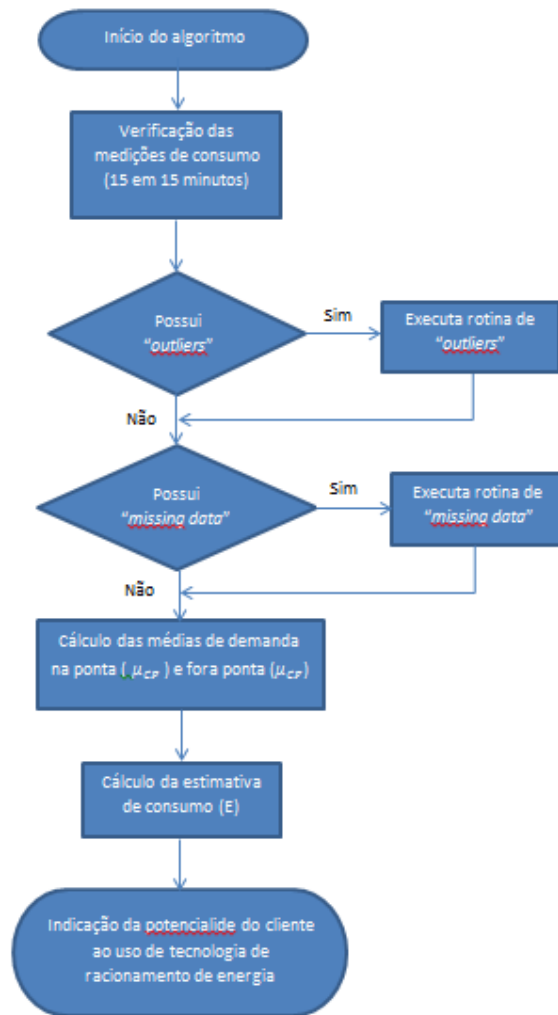 Início do algoritmo
Verificação das
medições de consumo
(15 em 15 minutos)
Possui
“outliers”
Sim
Executa rotina de
“outliers”
Não
Possui
“missing data”
Sim
Executa rotina de
“missing data”
Não
Cálculo das médias de demanda
na ponta ( μCP ) e fora ponta (μCF)
Cálculo da estimativa
de consumo (E)
Indicação da potencialide do cliente
ao uso de tecnologia de
racionamento de energia